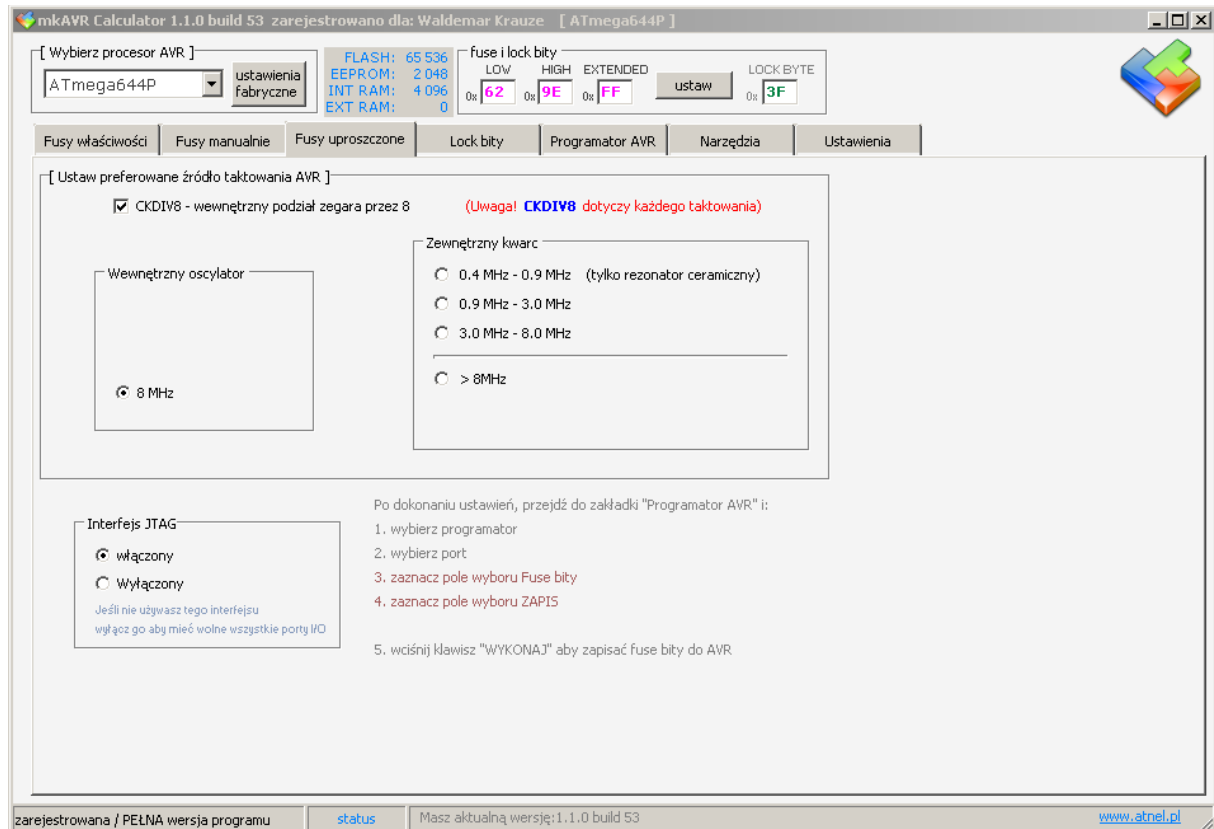 mkAVR Calculator 1.1.0 build 53 zarejestrowano dla: Waldemar Krauze [ ATmega644P ]
[ Wybierz procesor AVR ]
ATmega644P
ustawienia
fabryczne
FLASH: 65 536
EEPROM: 2 048
INT RAM: 4 096
EXT RAM: 0
fuse i lock bity
LOW HIGH EXTENDED LOCK BYTE
0x 62 0x 9E 0x FF ustaw 0x 3F
Fusy właściwości Fusy manualnie Fusy uproszczone Lock bity Programator AVR Narzędzia Ustawienia
[ Ustaw preferowane źródło taktowania AVR ]
CKDIV8 - wewnętrzny podział zegara przez 8 (Uwaga! CKDIV8 dotyczy każdego taktowania)
Wewnętrzny oscylator
8 MHz
Zewnętrzny kwarc
0.4 MHz - 0.9 MHz (tylko rezonator ceramiczny)
0.9 MHz - 3.0 MHz
3.0 MHz - 8.0 MHz
> 8MHz
Interfejs JTAG
włączony
Wyłączony
Jeśli nie używasz tego interfejsu
wyłącz go aby mieć wolne wszystkie porty I/O
Po dokonaniu ustawień, przejdź do zakładki "Programator AVR" i:
1. wybierz programator
2. wybierz port
3. zaznacz pole wyboru Fuse bity
4. zaznacz pole wyboru ZAPIS
5. wciśnij klawisz "WYKONAJ" aby zapisać fuse bity do AVR
zarejestrowana / PEŁNA wersja programu status Masz aktualną wersję:1.1.0 build 53 www.atnel.pl